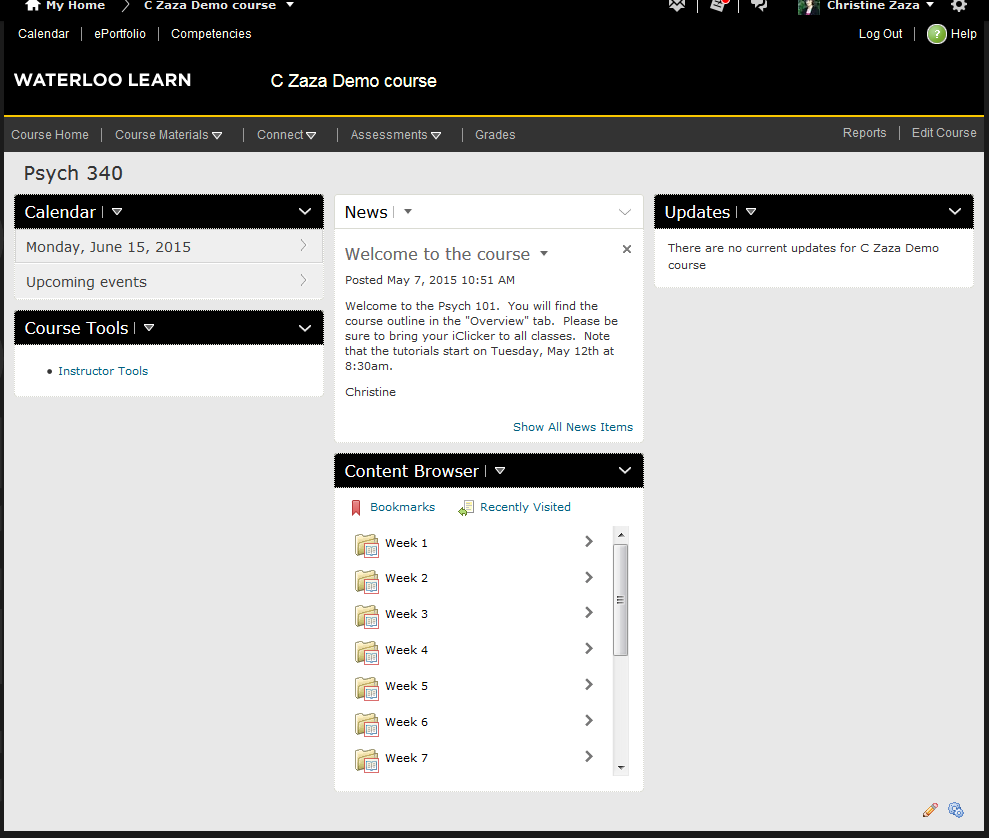 My Home C Zaza Demo course Christine Zaza
Calendar ePortfolio Competencies Log Out ? Help
WATERLOO LEARN C Zaza Demo course
Course Home Course Materials Connect Assessments Grades Reports Edit Course
Psych 340
Calendar
Monday, June 15, 2015
Upcoming events
Course Tools
Instructor Tools
News
Welcome to the course
Posted May 7, 2015 10:51 AM
Welcome to the Psych 101. You will find the
course outline in the "Overview" tab. Please be
sure to bring your iClicker to all classes. Note
that the tutorials start on Tuesday, May 12th at
8:30am.
Christine
Show All News Items
Content Browser
Bookmarks Recently Visited
Week 1
Week 2
Week 3
Week 4
Week 5
Week 6
Week 7
Updates
There are no current updates for C Zaza Demo
course